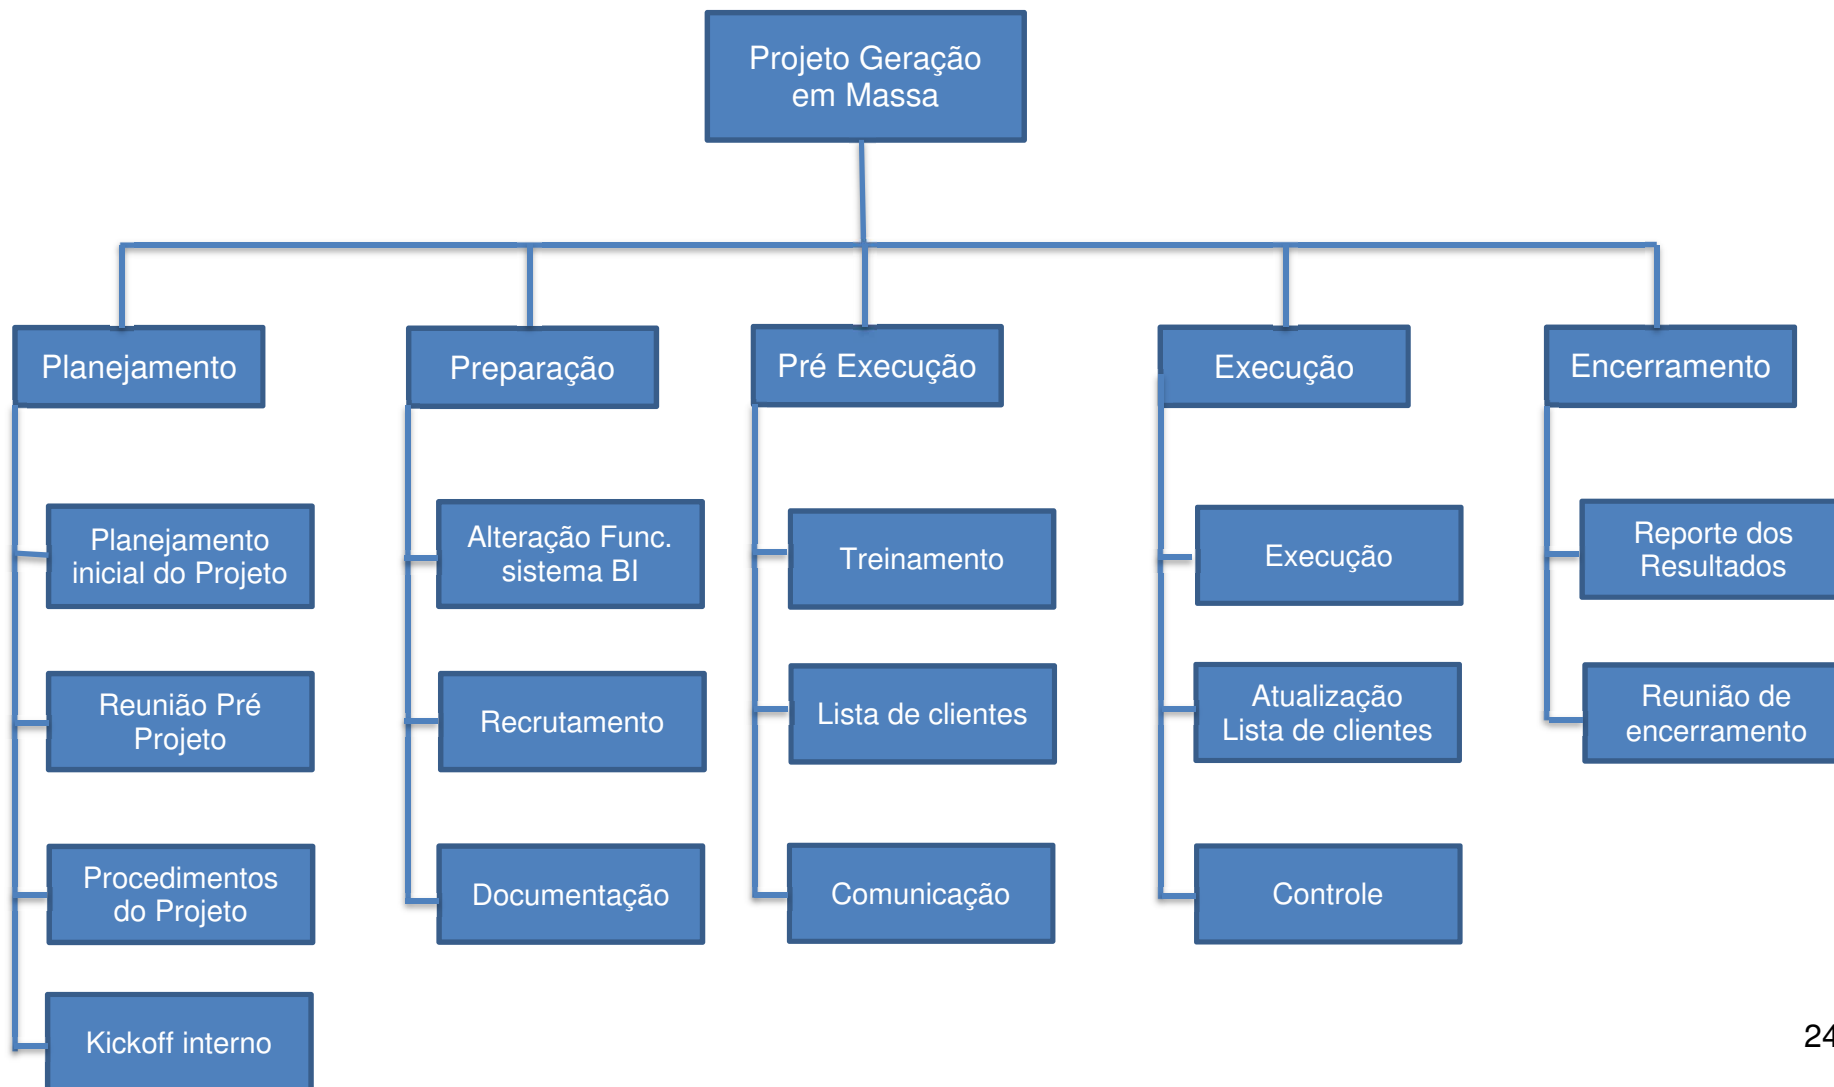 Projeto Geração
em Massa
Planejamento
Preparação
Pré Execução
Execução
Encerramento
Planejamento
inicial do Projeto
Reunião Pré
Projeto
Procedimentos
do Projeto
Kickoff interno
Alteração Func.
sistema BI
Recrutamento
Documentação
Treinamento
Lista de clientes
Comunicação
Execução
Atualização
Lista de clientes
Controle
Reporte dos
Resultados
Reunião de
encerramento
24